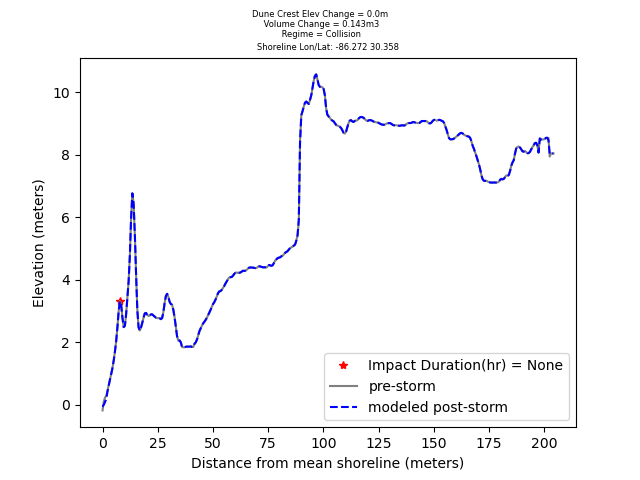 Dune Crest Elev Change = 0.0m
Volume Change = 0.143m3
Regime = Collision
Shoreline Lon/Lat: -86.272 30.358
10
8
6
4
2
0
Elevation (meters)
Impact Duration(hr) = None
pre-storm
modeled post-storm
0 25 50 75 100 125 150 175 200
Distance from mean shoreline (meters)